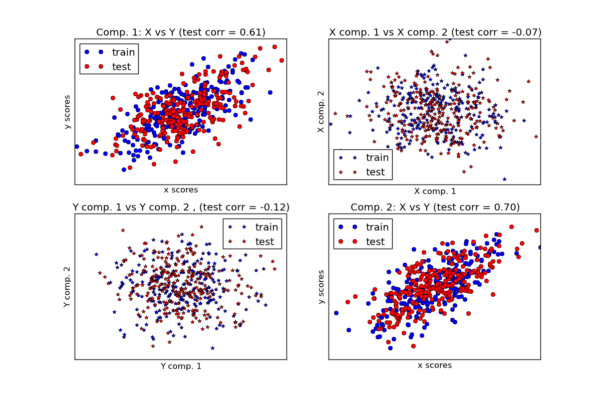 Comp. 1: X vs Y (test corr = 0.61)
train
test
y scores
x scores
X comp. 1 vs X comp. 2 (test corr = -0.07)
X comp. 2
train
test
X comp. 1
Y comp. 1 vs Y comp. 2 , (test corr = -0.12)
train
test
Y comp. 2
Y comp. 1
Comp. 2: X vs Y (test corr = 0.70)
train
test
y scores
x scores